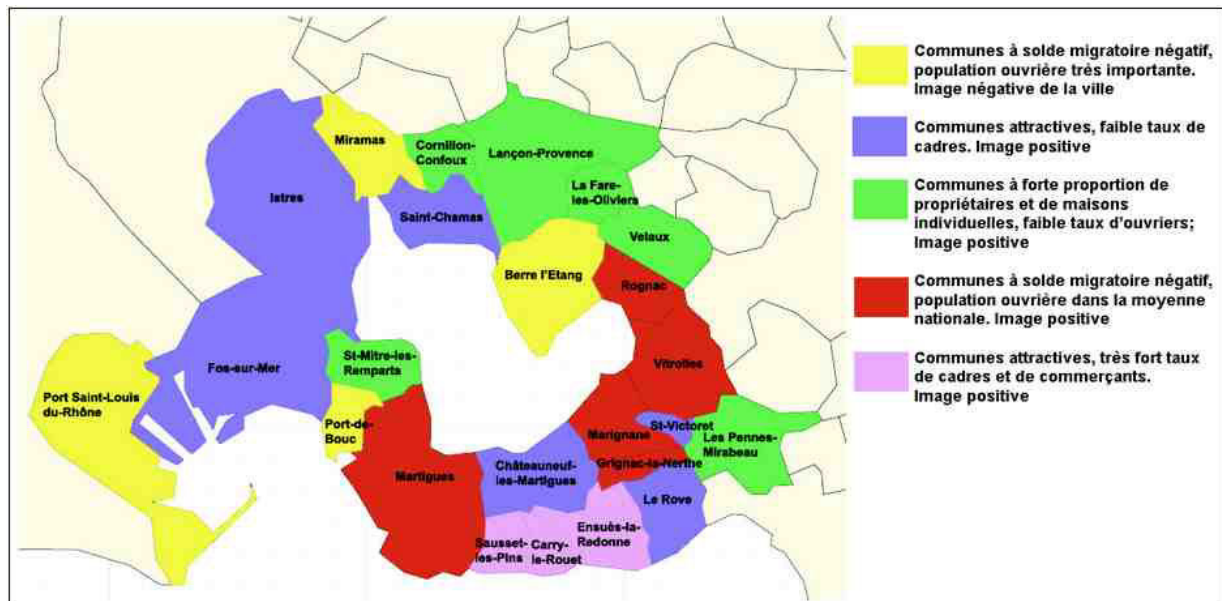 Miramas
Cornillon-
Confoux
Lançon-Provence
Istres
La Fare-
les-Oliviers
Saint-Chamas
Velaux
Berre l'Etang
Rognac
St-Mitre-les-
Remparts
Fos-sur-Mer
Vitrolles
Port Saint-Louis
du-Rhône
Port-de-
Bouc
St-Victoret
Marignane
Les Pennes-
Mirabeau
Martigues
Châteauneuf-
les-Martigues
Grignac-la-Nerthe
Le Rove
Ensuès-la-
Redonne
Sausset-
les-Pins
Carry-
le-Rouet
Communes à solde migratoire négatif,
population ouvrière très importante.
Image négative de la ville
Communes attractives, faible taux de
cadres. Image positive
Communes à forte proportion de
propriétaires et de maisons
individuelles, faible taux d'ouvriers;
Image positive
Communes à solde migratoire négatif,
population ouvrière dans la moyenne
nationale. Image positive
Communes attractives, très fort taux
de cadres et de commerçants.
Image positive